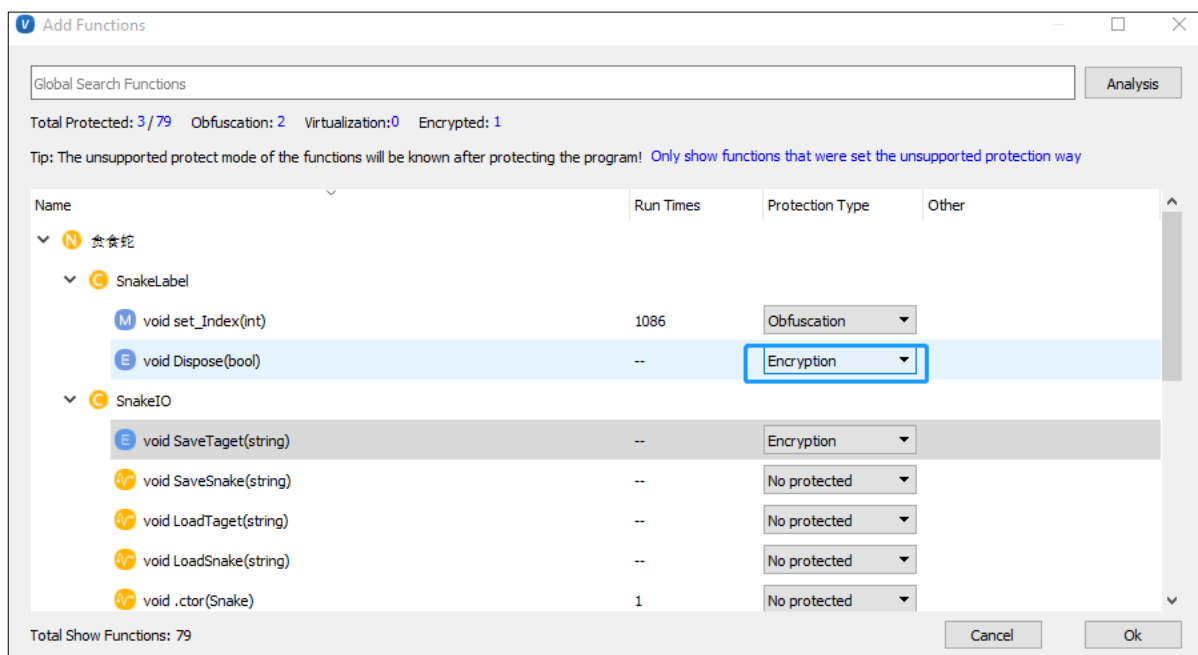 V Add Functions
Global Search Functions Analysis
Total Protected: 3/79 Obfuscation: 2 Virtualization:0 Encrypted: 1
Tip: The unsupported protect mode of the functions will be known after protecting the program! Only show functions that were set the unsupported protection way
Name Run Times Protection Type Other
N 贪食蛇
C SnakeLabel
M void set_Index(int) 1086 Obfuscation
E void Dispose(bool) -- Encryption
C SnakeIO
E void SaveTaget(string) -- Encryption
void SaveSnake(string) -- No protected
void LoadTaget(string) -- No protected
void LoadSnake(string) -- No protected
void .ctor(Snake) 1 No protected
Total Show Functions: 79 Cancel Ok